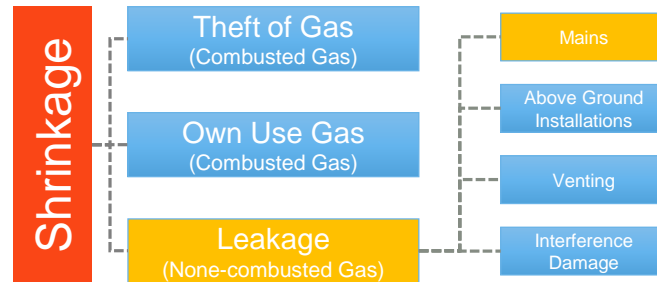 Shrinkage
Theft of Gas
(Combusted Gas)
Own Use Gas
(Combusted Gas)
Leakage
(None-combusted Gas)
Mains
Above Ground
Installations
Venting
Interference
Damage